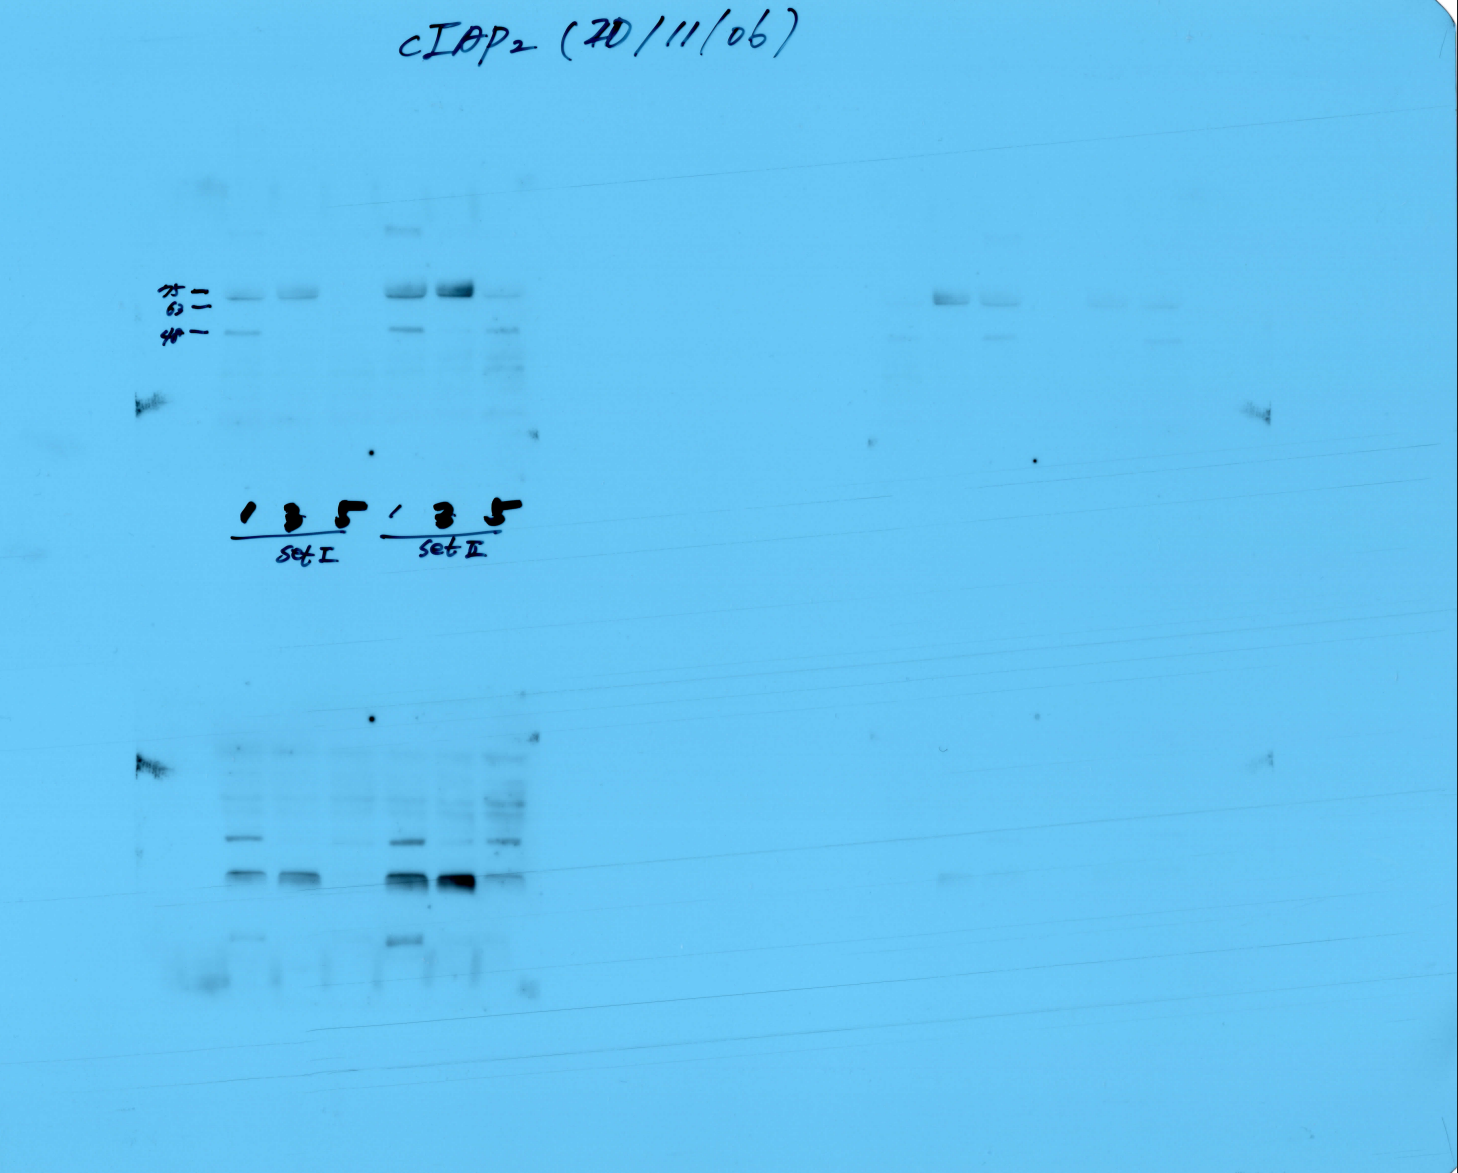 cIAP2 (20/11/06)
75 –
63 –
48 –
1 3 5 1 3 5
set I set II